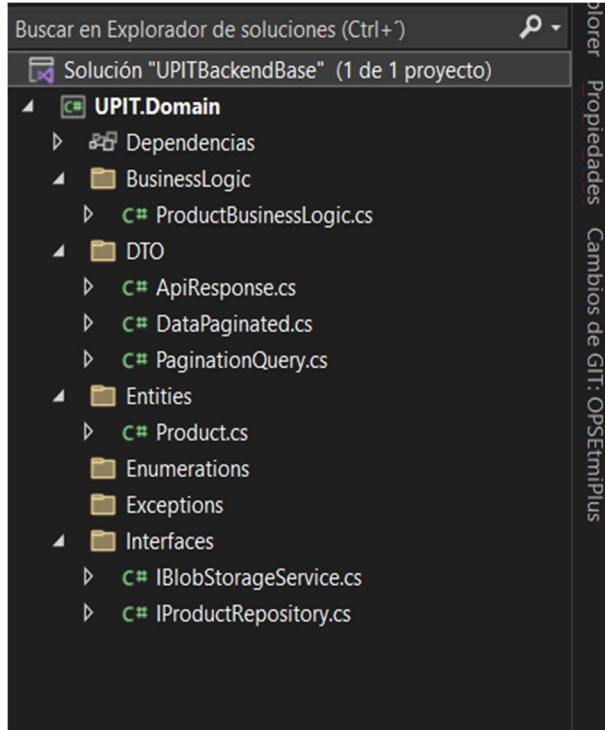 Buscar en Explorador de soluciones (Ctrl+´)
Solución "UPITBackendBase" (1 de 1 proyecto)
C# UPIT.Domain
Dependencias
BusinessLogic
C# ProductBusinessLogic.cs
DTO
C# ApiResponse.cs
C# DataPaginated.cs
C# PaginationQuery.cs
Entities
C# Product.cs
Enumerations
Exceptions
Interfaces
C# IBlobStorageService.cs
C# IProductRepository.cs
Propiedades
Cambios de GIT: OPSEtmiPlus